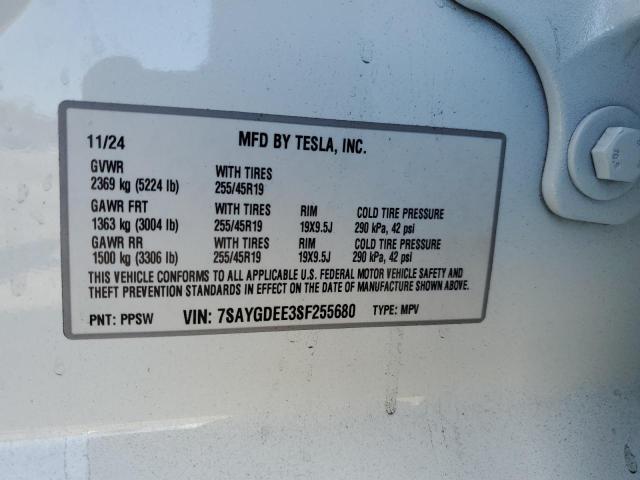 11/24 MFD BY TESLA, INC.
GVWR WITH TIRES
2369 kg (5224 lb) 255/45R19
GAWR FRT WITH TIRES RIM COLD TIRE PRESSURE
1363 kg (3004 lb) 255/45R19 19X9.5J 290 kPa, 42 psi
GAWR RR WITH TIRES RIM COLD TIRE PRESSURE
1500 kg (3306 lb) 255/45R19 19X9.5J 290 kPa, 42 psi
THIS VEHICLE CONFORMS TO ALL APPLICABLE U.S. FEDERAL MOTOR VEHICLE SAFETY AND
THEFT PREVENTION STANDARDS IN EFFECT ON THE DATE OF MANUFACTURE SHOWN ABOVE.
PNT: PPSW VIN: 7SAYGDEE3SF255680 TYPE: MPV